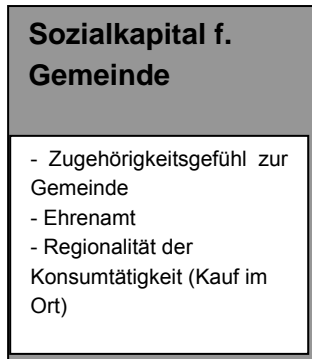 Sozialkapital f.
Gemeinde
- Zugehörigkeitsgefühl zur
Gemeinde
- Ehrenamt
- Regionalität der
Konsumtätigkeit (Kauf im
Ort)